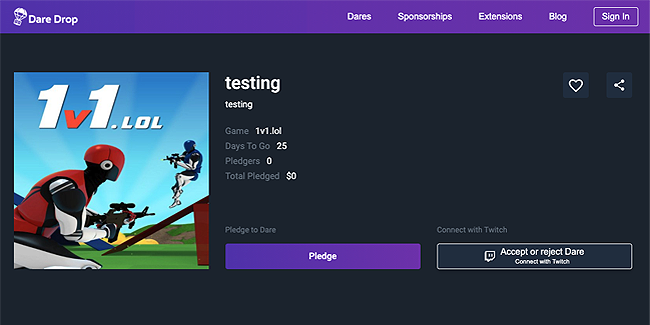 Dare Drop
Dares
Sponsorships
Extensions
Blog
Sign In
1v1.LOL
testing
testing
Game 1v1.lol
Days To Go 25
Pledgers 0
Total Pledged $0
Pledge to Dare
Connect with Twitch
Pledge
Accept or reject Dare
Connect with Twitch